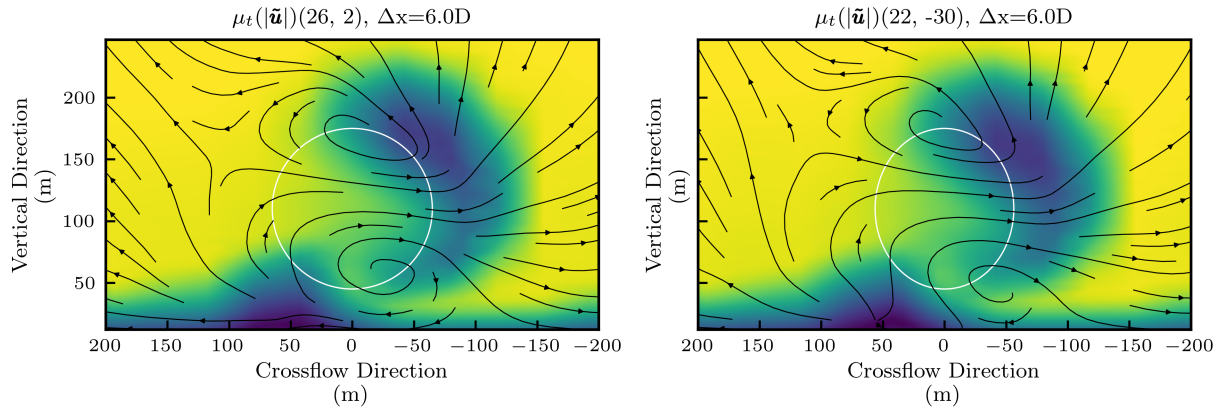 μ_t(|ũ|)(26, 2), Δx=6.0D
Vertical Direction
(m)
200
150
100
50
200 150 100 50 0 −50 −100 −150 −200
Crossflow Direction
(m)
μ_t(|ũ|)(22, -30), Δx=6.0D
Vertical Direction
(m)
200
150
100
50
200 150 100 50 0 −50 −100 −150 −200
Crossflow Direction
(m)